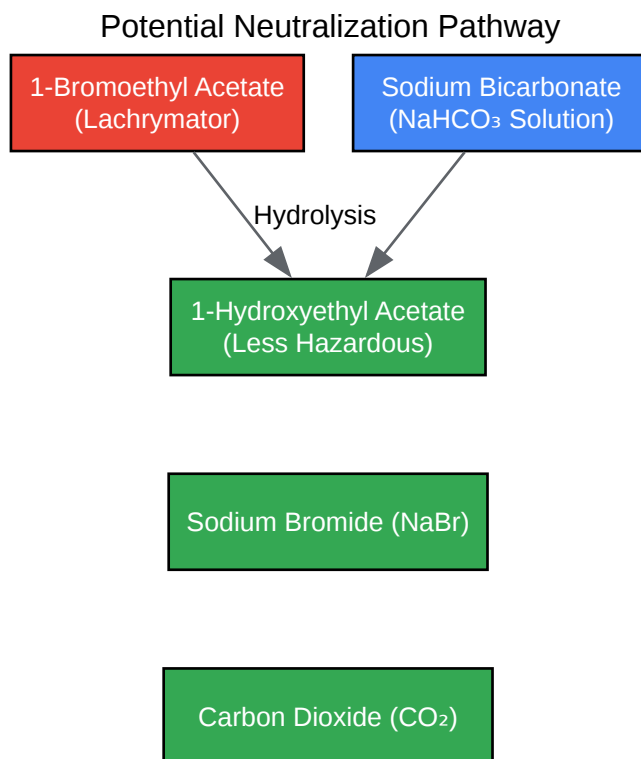 Potential Neutralization Pathway
1-Bromoethyl Acetate
(Lachrymator)
Sodium Bicarbonate
(NaHCO₃ Solution)
Hydrolysis
1-Hydroxyethyl Acetate
(Less Hazardous)
Sodium Bromide (NaBr)
Carbon Dioxide (CO₂)